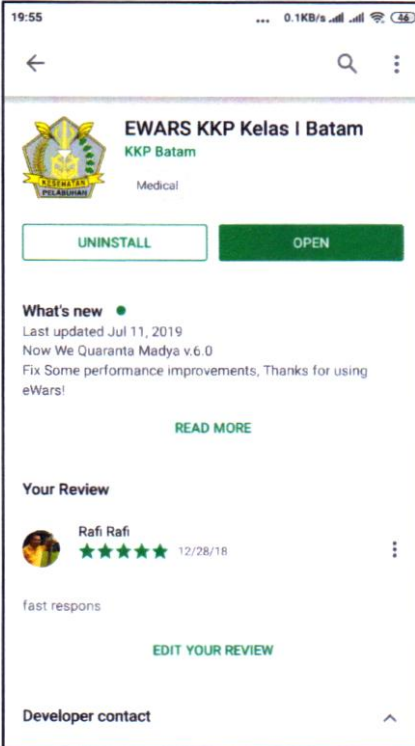 19:55
... 0.1KB/s 46
EWARS KKP Kelas I Batam
KKP Batam
KESEHATAN
PELABUHAN
Medical
UNINSTALL
OPEN
What's new
Last updated Jul 11, 2019
Now We Quaranta Madya v.6.0
Fix Some performance improvements, Thanks for using
eWars!
READ MORE
Your Review
Rafi Rafi
12/28/18
fast respons
EDIT YOUR REVIEW
Developer contact